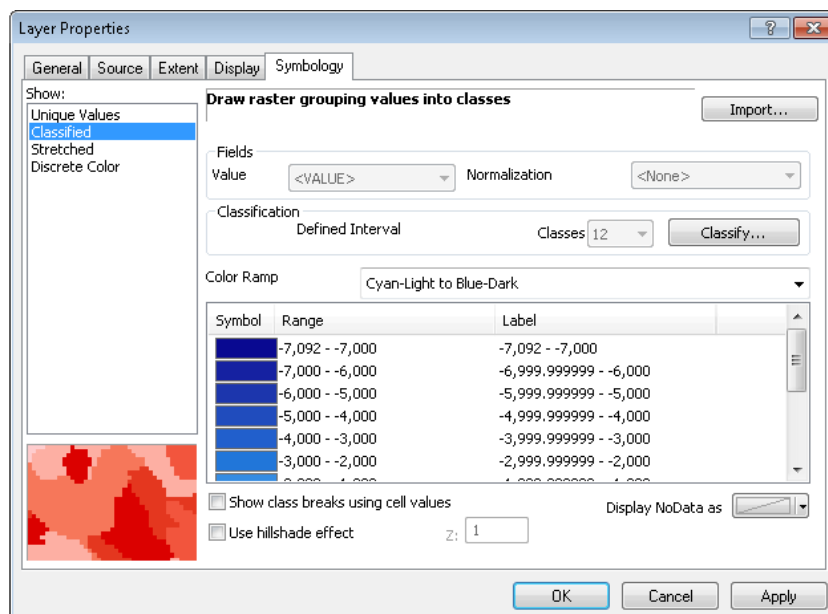 Layer Properties
General Source Extent Display Symbology
Show:
Unique Values
Classified
Stretched
Discrete Color
Draw raster grouping values into classes
Import...
Fields
Value <VALUE> Normalization <None>
Classification
Defined Interval Classes 12 Classify...
Color Ramp Cyan-Light to Blue-Dark
Symbol Range Label
-7,092 - -7,000 -7,092 - -7,000
-7,000 - -6,000 -6,999.999999 - -6,000
-6,000 - -5,000 -5,999.999999 - -5,000
-5,000 - -4,000 -4,999.999999 - -4,000
-4,000 - -3,000 -3,999.999999 - -3,000
-3,000 - -2,000 -2,999.999999 - -2,000
Show class breaks using cell values
Display NoData as
Use hillshade effect Z: 1
OK Cancel Apply